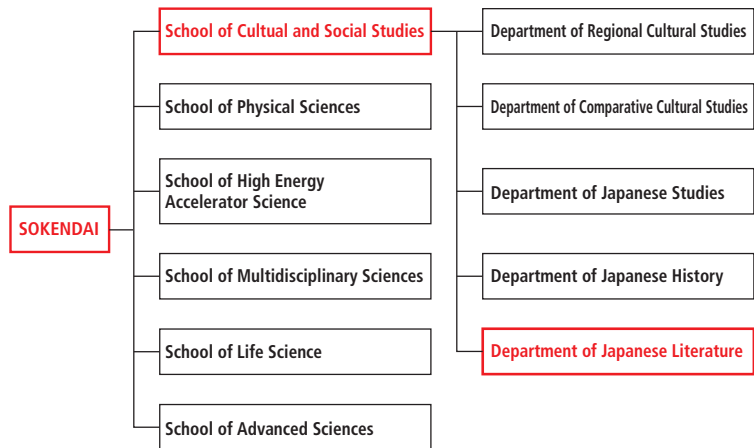 SOKENDAI
School of Cultual and Social Studies
School of Physical Sciences
School of High Energy
Accelerator Science
School of Multidisciplinary Sciences
School of Life Science
School of Advanced Sciences
Department of Regional Cultural Studies
Department of Comparative Cultural Studies
Department of Japanese Studies
Department of Japanese History
Department of Japanese Literature